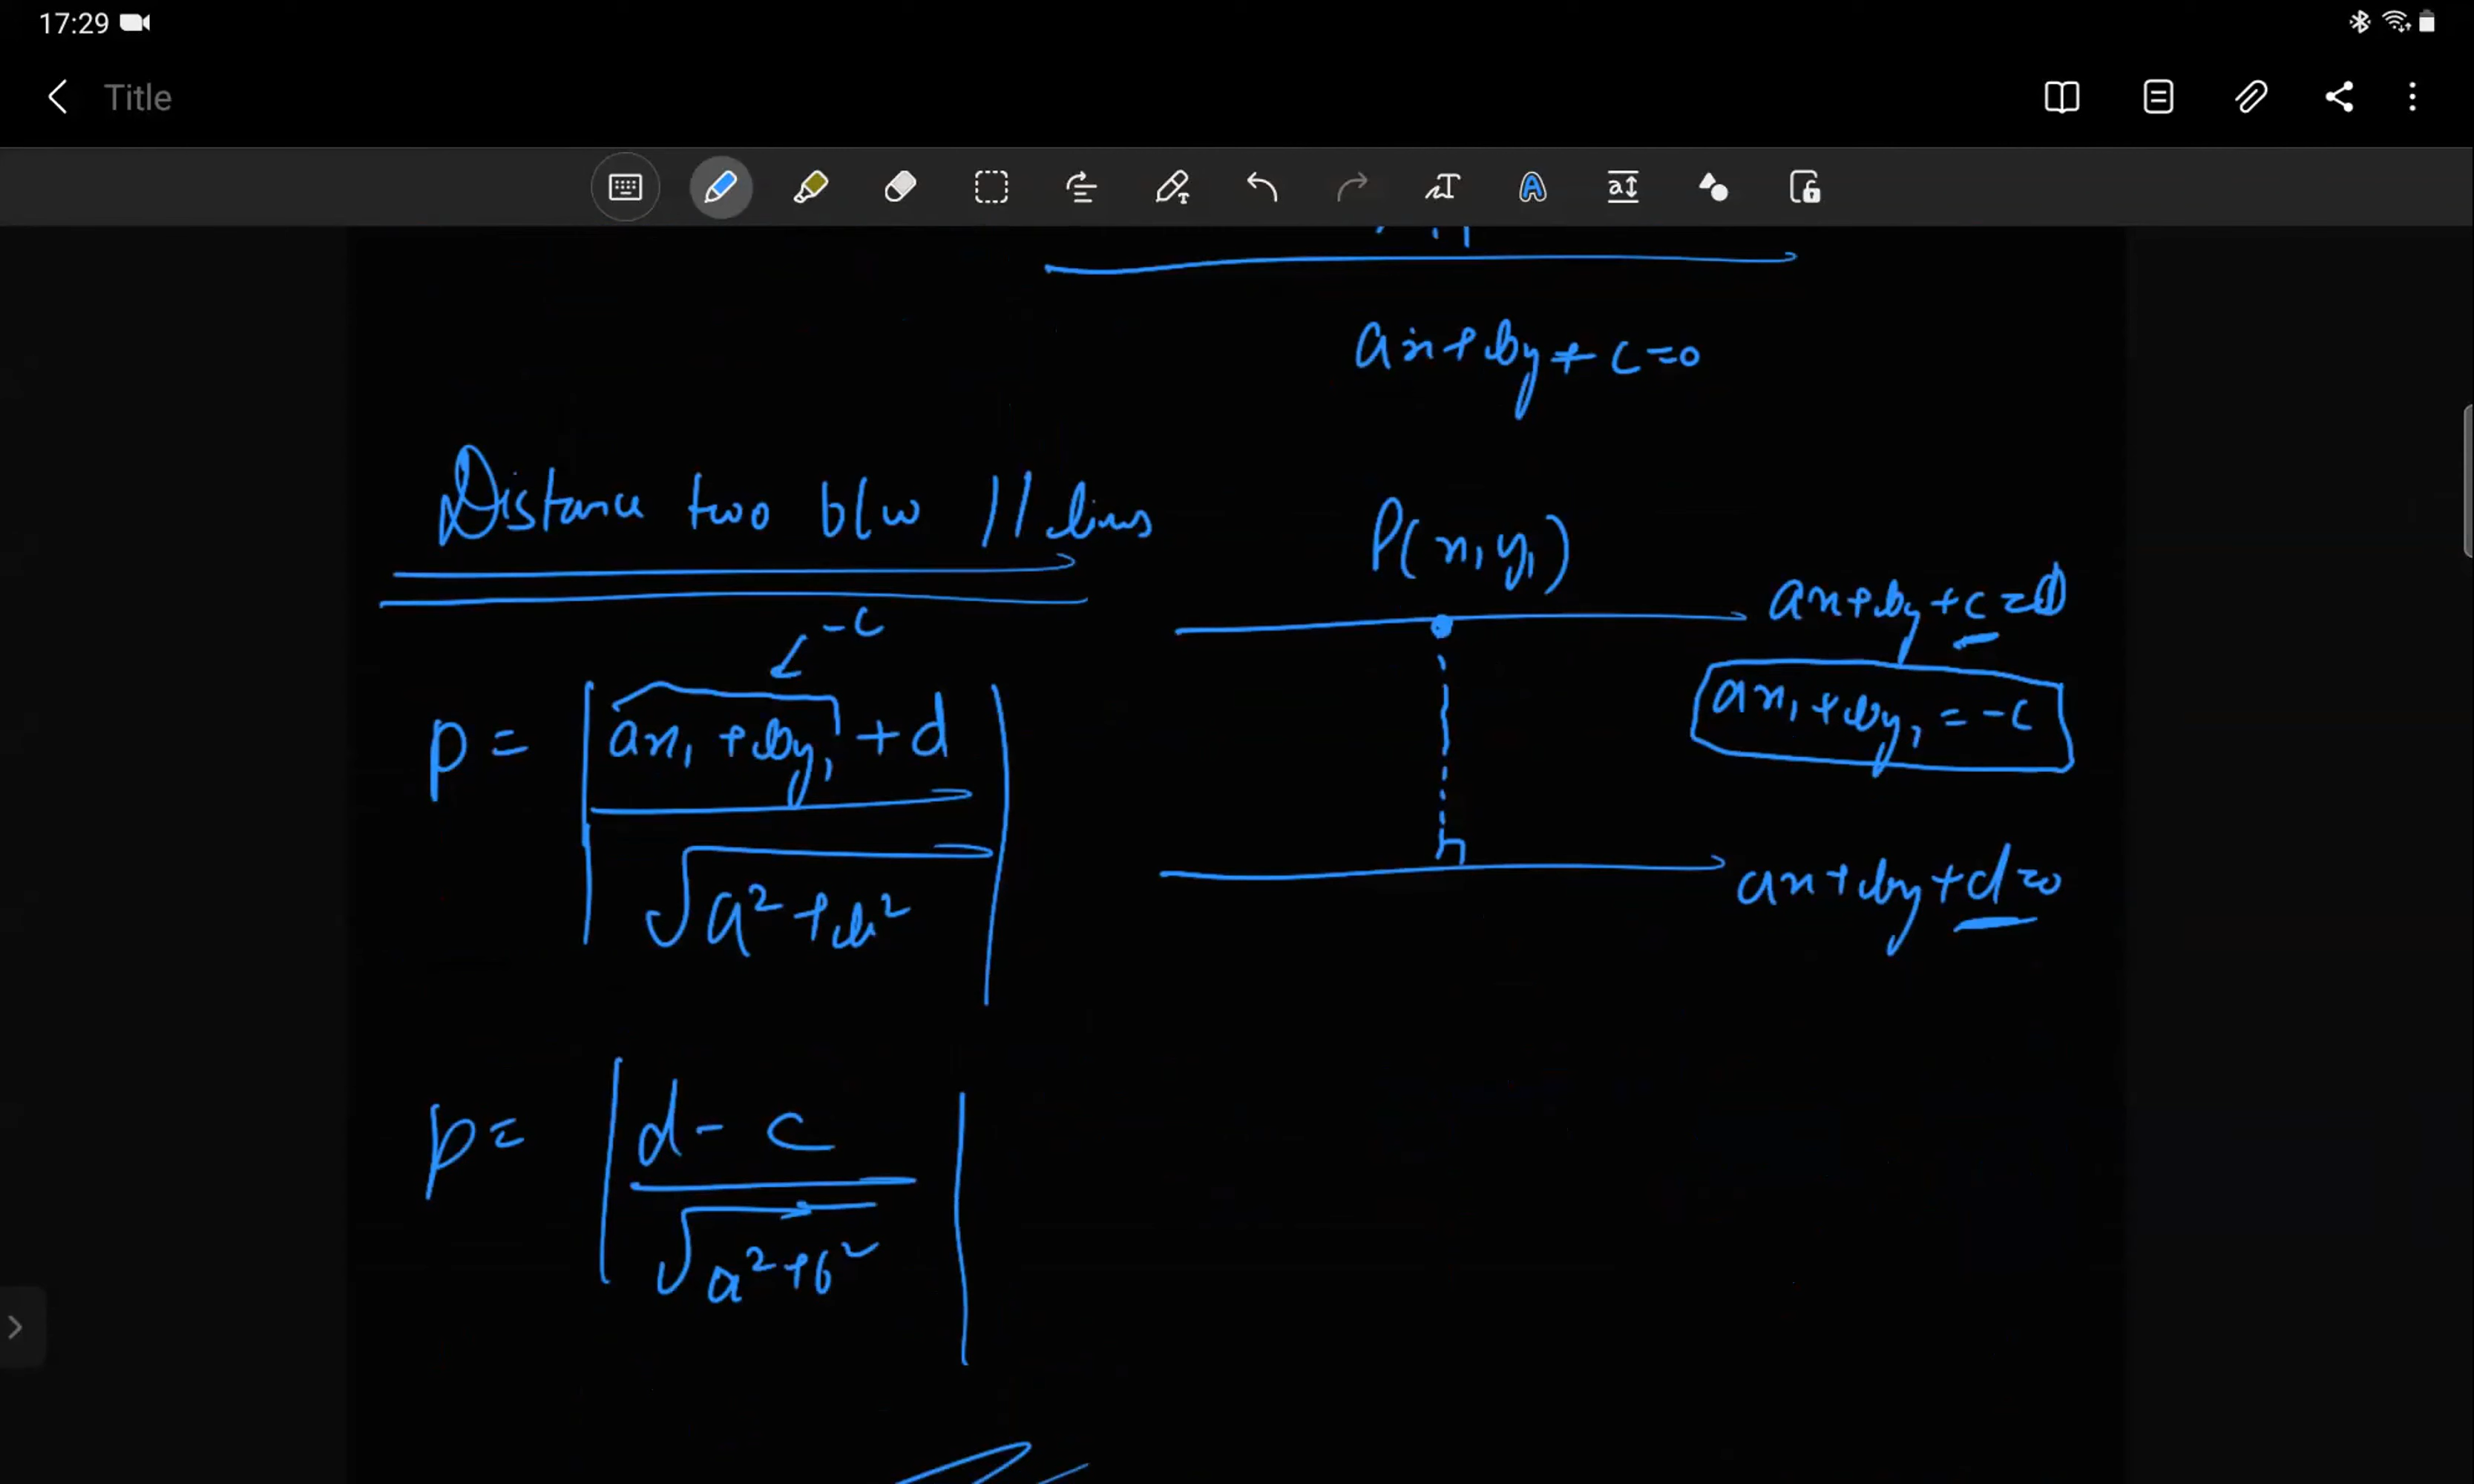 17:29
Title
ax+by+c=0
Distance two b/w // lines
P(x₁ y₁)
ax+by+c=0
-c
ax₁+by₁=-c
p = |ax₁+by₁+d / √a²+b²|
ax+by+d=0
p= |d-c / √a²+b²|